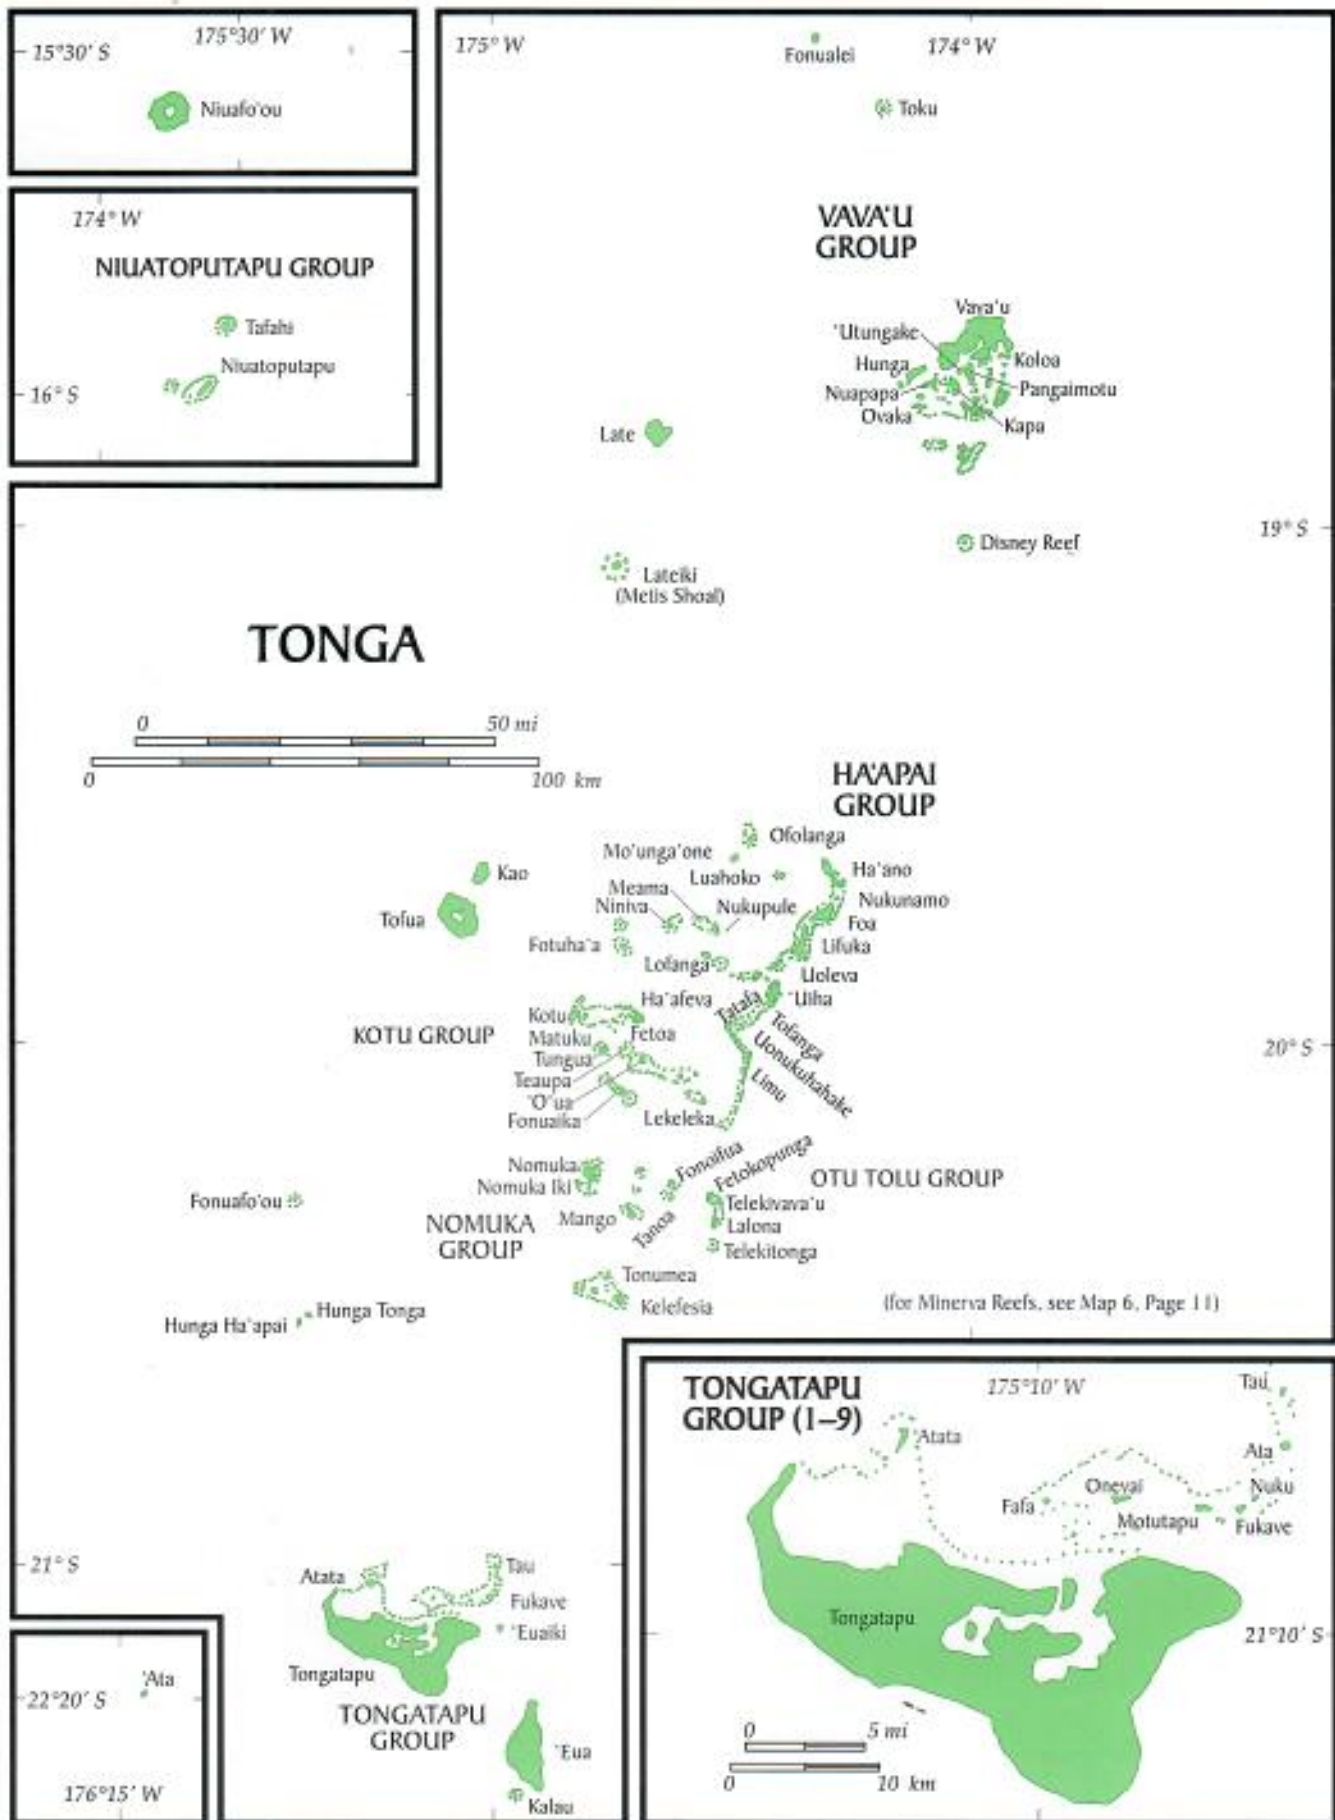 175°30' W
15°30' S
Niuafo'ou
174° W
NIUATOPUTAPU GROUP
Tafahi
Niuatoputapu
16° S
175° W
Fonualei
174° W
Toku
VAVA'U
GROUP
Vava'u
'Utungake
Koloa
Hunga
Pangaimotu
Nuapapa
Ovaka
Kapa
Late
19° S
Disney Reef
Lateiki
(Metis Shoal)
TONGA
0 50 mi
0 100 km
HA'APAI
GROUP
Ofolanga
Mo'unga'one
Kao
Luahoko
Ha'ano
Meama
Nukunamo
Niniva
Nukupule
Tofua
Foa
Fotuha'a
Lifuka
Lofanga
Uoleva
Ha'afeva
Tatafa
'Uiha
Kotu
KOTU GROUP
Fetoa
Tofanga
Matuku
Uonukuhahake
20° S
Tungua
Teaupa
Limu
'O'ua
Fonuaika
Lekeleka
Nomuka
Fonoifua
Fetokopunga
OTU TOLU GROUP
Nomuka Iki
Fonuafo'ou
Mango
Telekivava'u
NOMUKA
GROUP
Tanoa
Lalona
Telekitonga
Tonumea
Kelefesia
(for Minerva Reefs, see Map 6, Page 11)
Hunga Tonga
Hunga Ha'apai
21° S
Atata
Tau
Fukave
'Euaiki
Tongatapu
TONGATAPU
GROUP
'Eua
Kalau
'Ata
22°20' S
176°15' W
TONGATAPU
GROUP (1–9)
175°10' W
Tau
'Atata
Ata
Onevai
Nuku
Fafa
Motutapu
Fukave
Tongatapu
21°10' S
0 5 mi
0 10 km